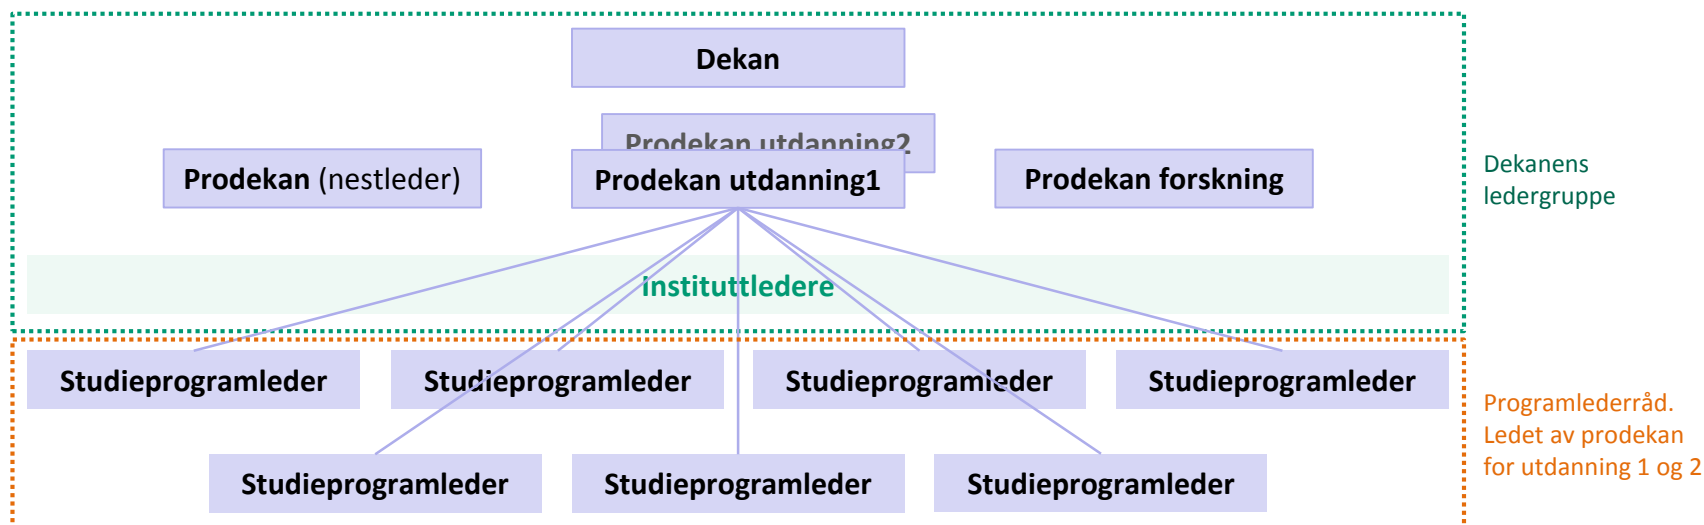 Dekan
Prodekan utdanning2
Prodekan (nestleder)
Prodekan utdanning1
Prodekan forskning
Dekanens
ledergruppe
Instituttledere
Studieprogramleder
Studieprogramleder
Studieprogramleder
Studieprogramleder
Programlederråd.
Ledet av prodekan
for utdanning 1 og 2
Studieprogramleder
Studieprogramleder
Studieprogramleder